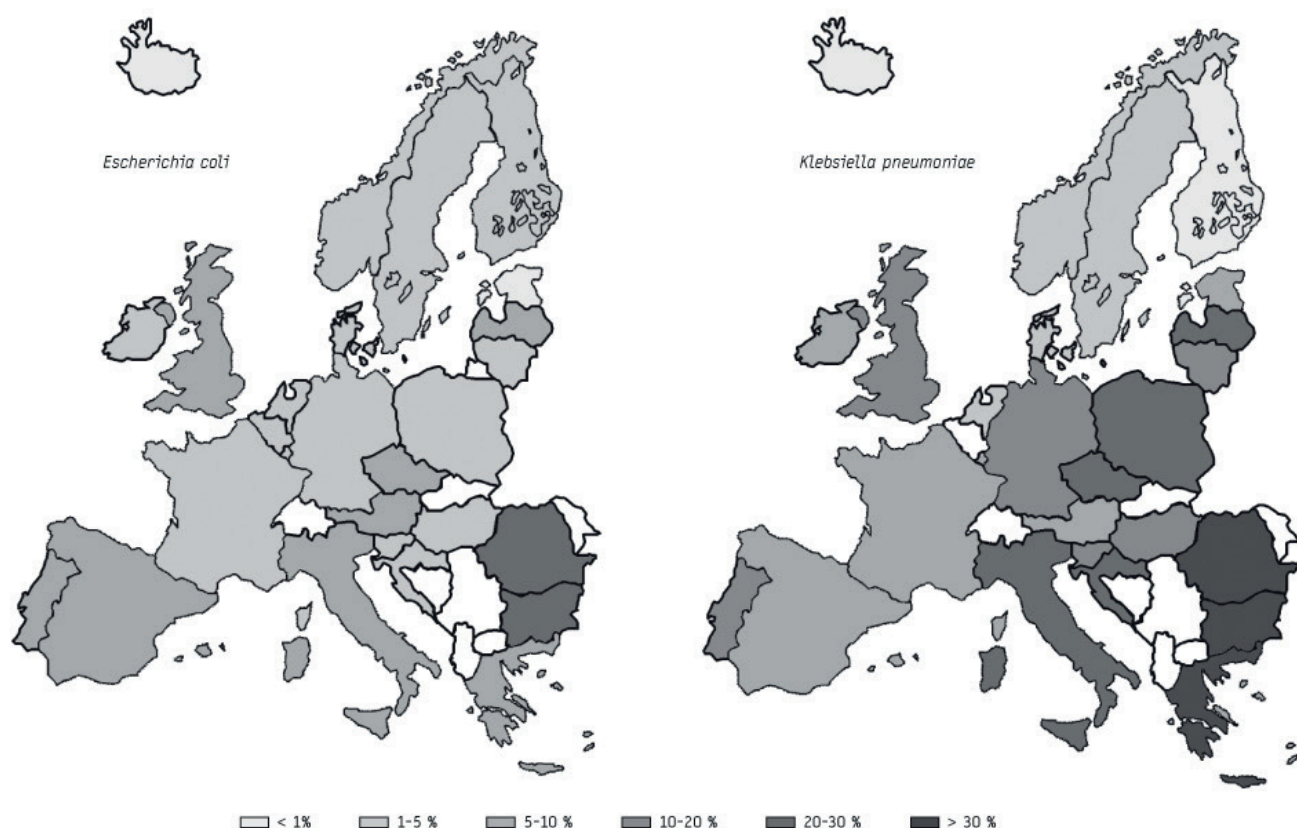 Escherichia coli
Klebsiella pneumoniae
< 1%
1-5 %
5-10 %
10-20 %
20-30 %
> 30 %